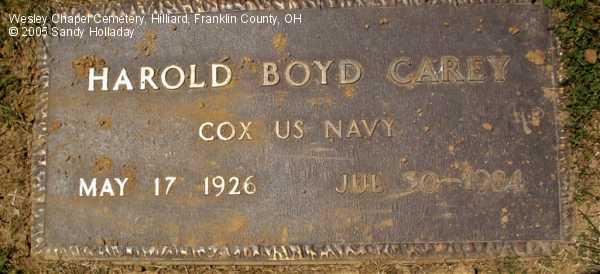 Wesley Chapel Cemetery, Hilliard, Franklin County, OH
© 2005 Sandy Holladay
HAROLD BOYD CAREY
COX US NAVY
MAY 17 1926 JUL 30 1984